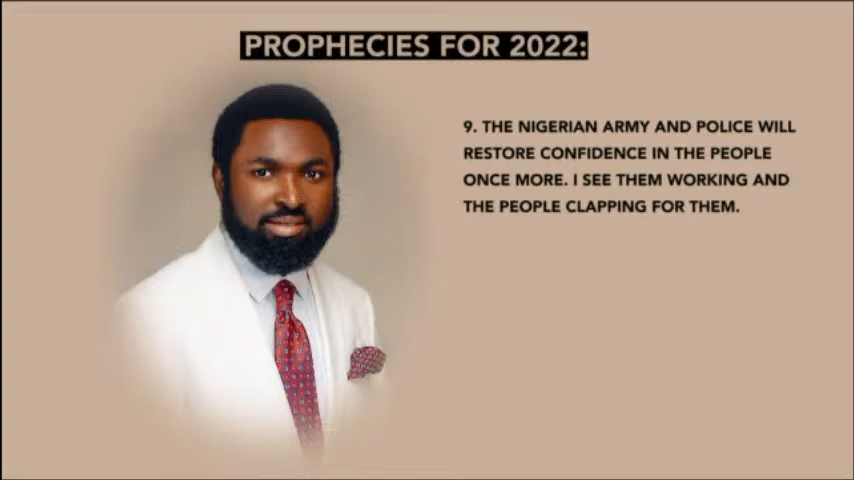 PROPHECIES FOR 2022:
9. THE NIGERIAN ARMY AND POLICE WILL
RESTORE CONFIDENCE IN THE PEOPLE
ONCE MORE. I SEE THEM WORKING AND
THE PEOPLE CLAPPING FOR THEM.